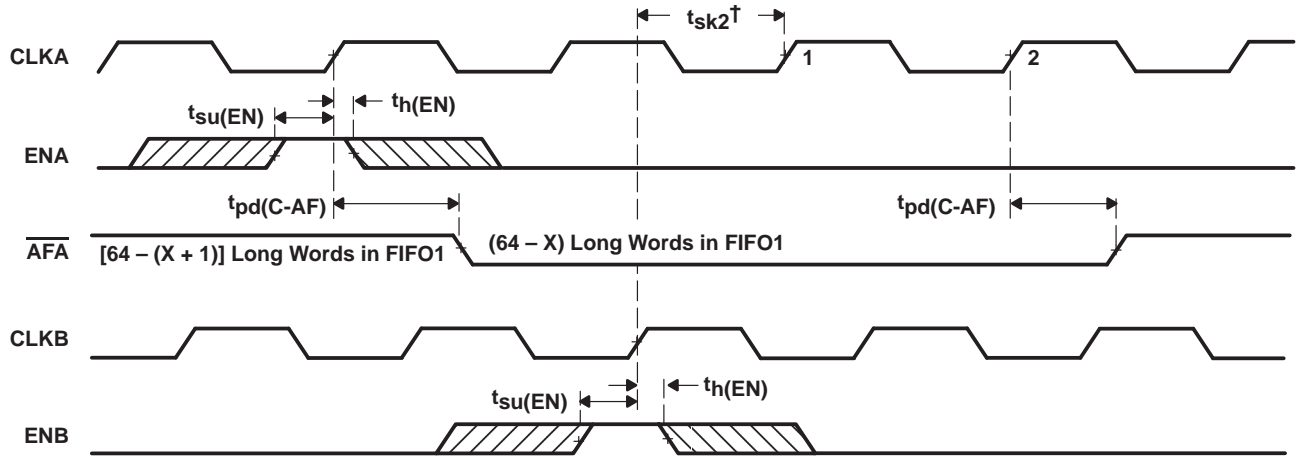 tsk2†
CLKA
1
2
tsu(EN)
th(EN)
ENA
tpd(C-AF)
tpd(C-AF)
AFA
[64 – (X + 1)] Long Words in FIFO1
(64 – X) Long Words in FIFO1
CLKB
tsu(EN)
th(EN)
ENB